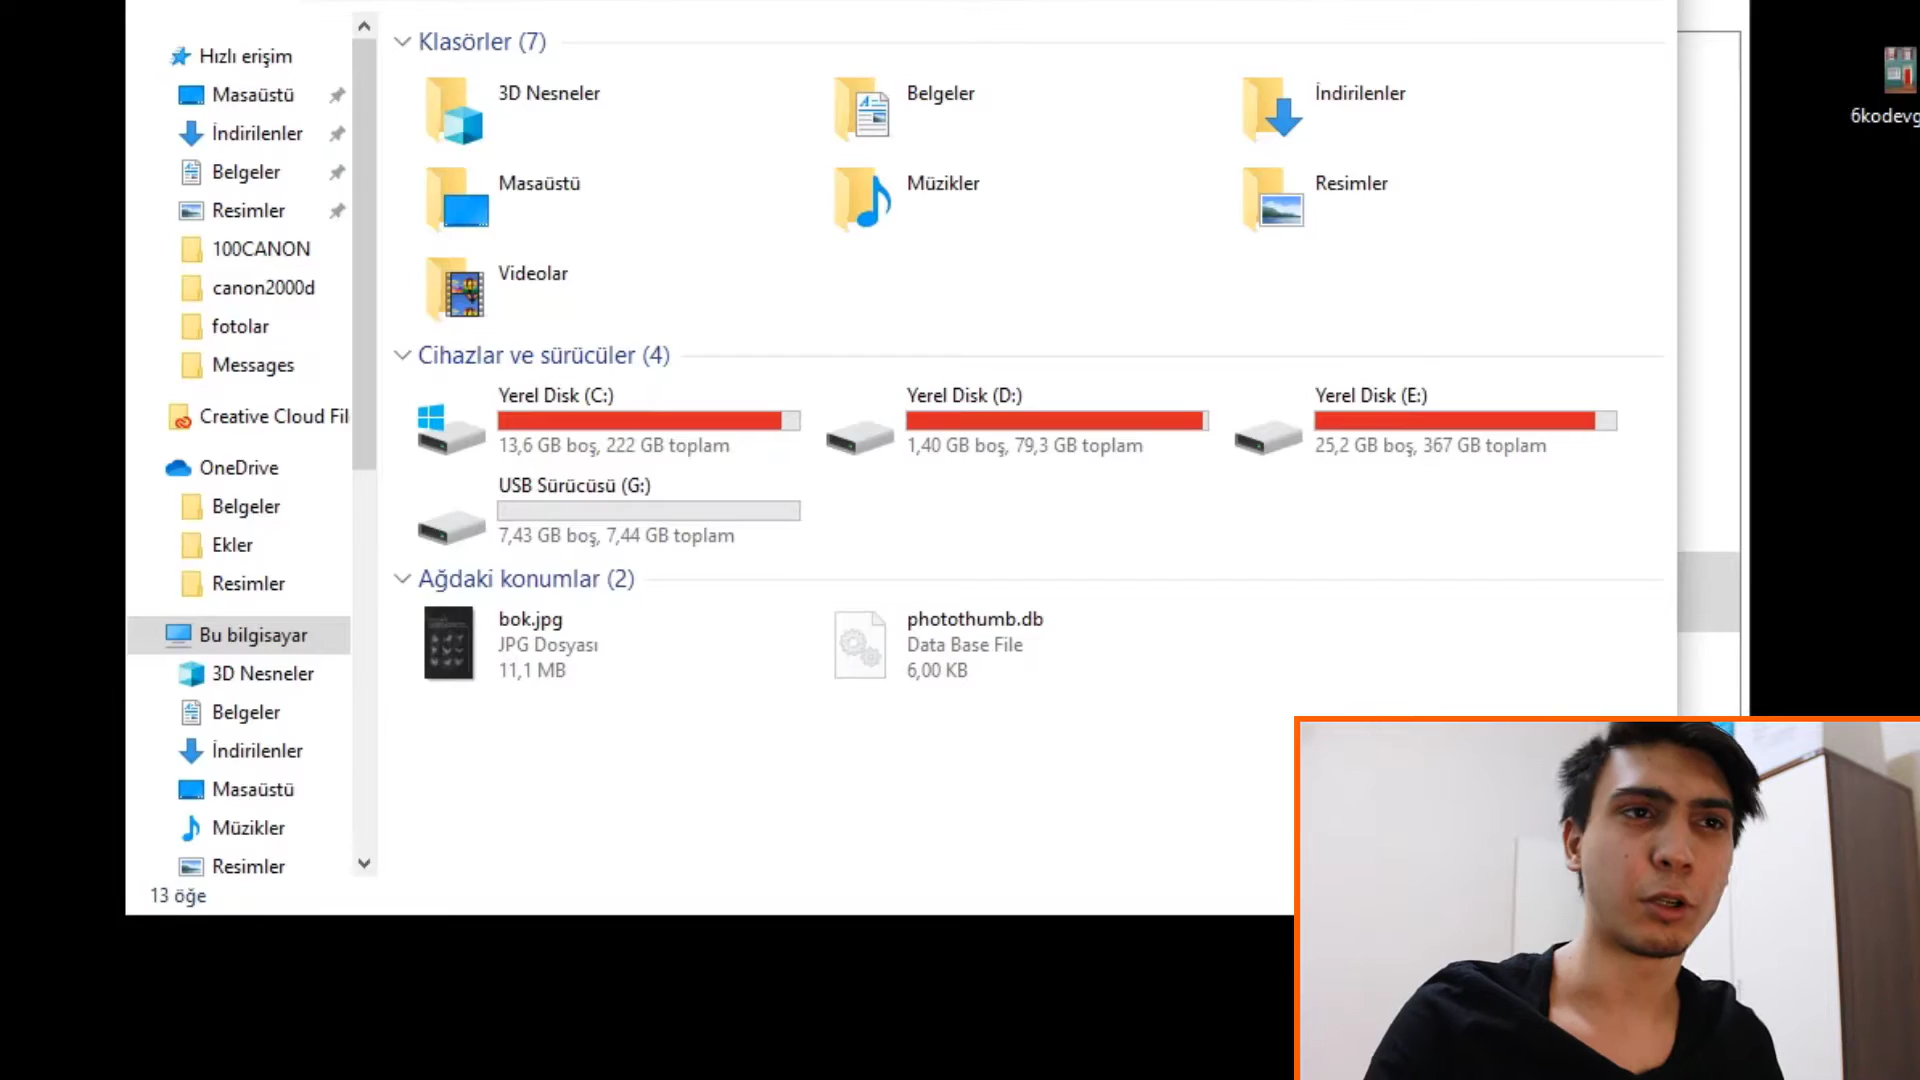 Hızlı erişim
Masaüstü
İndirilenler
Belgeler
Resimler
100CANON
canon2000d
fotolar
Messages
Creative Cloud Fil
OneDrive
Belgeler
Ekler
Resimler
Bu bilgisayar
3D Nesneler
Belgeler
İndirilenler
Masaüstü
Müzikler
Resimler
13 öğe
Klasörler (7)
3D Nesneler
Belgeler
İndirilenler
Masaüstü
Müzikler
Resimler
Videolar
Cihazlar ve sürücüler (4)
Yerel Disk (C:)
13,6 GB boş, 222 GB toplam
Yerel Disk (D:)
1,40 GB boş, 79,3 GB toplam
Yerel Disk (E:)
25,2 GB boş, 367 GB toplam
USB Sürücüsü (G:)
7,43 GB boş, 7,44 GB toplam
Ağdaki konumlar (2)
bok.jpg
JPG Dosyası
11,1 MB
photothumb.db
Data Base File
6,00 KB
6kodevg